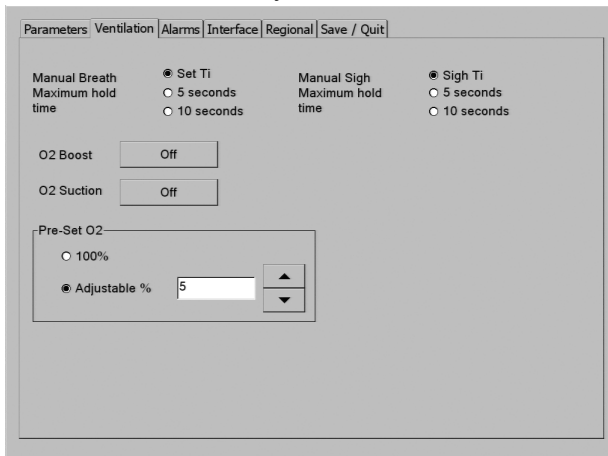 Parameters Ventilation Alarms Interface Regional Save / Quit
Manual Breath
Maximum hold
time
Set Ti
5 seconds
10 seconds
Manual Sigh
Maximum hold
time
Sigh Ti
5 seconds
10 seconds
O2 Boost Off
O2 Suction Off
Pre-Set O2
100%
Adjustable % 5